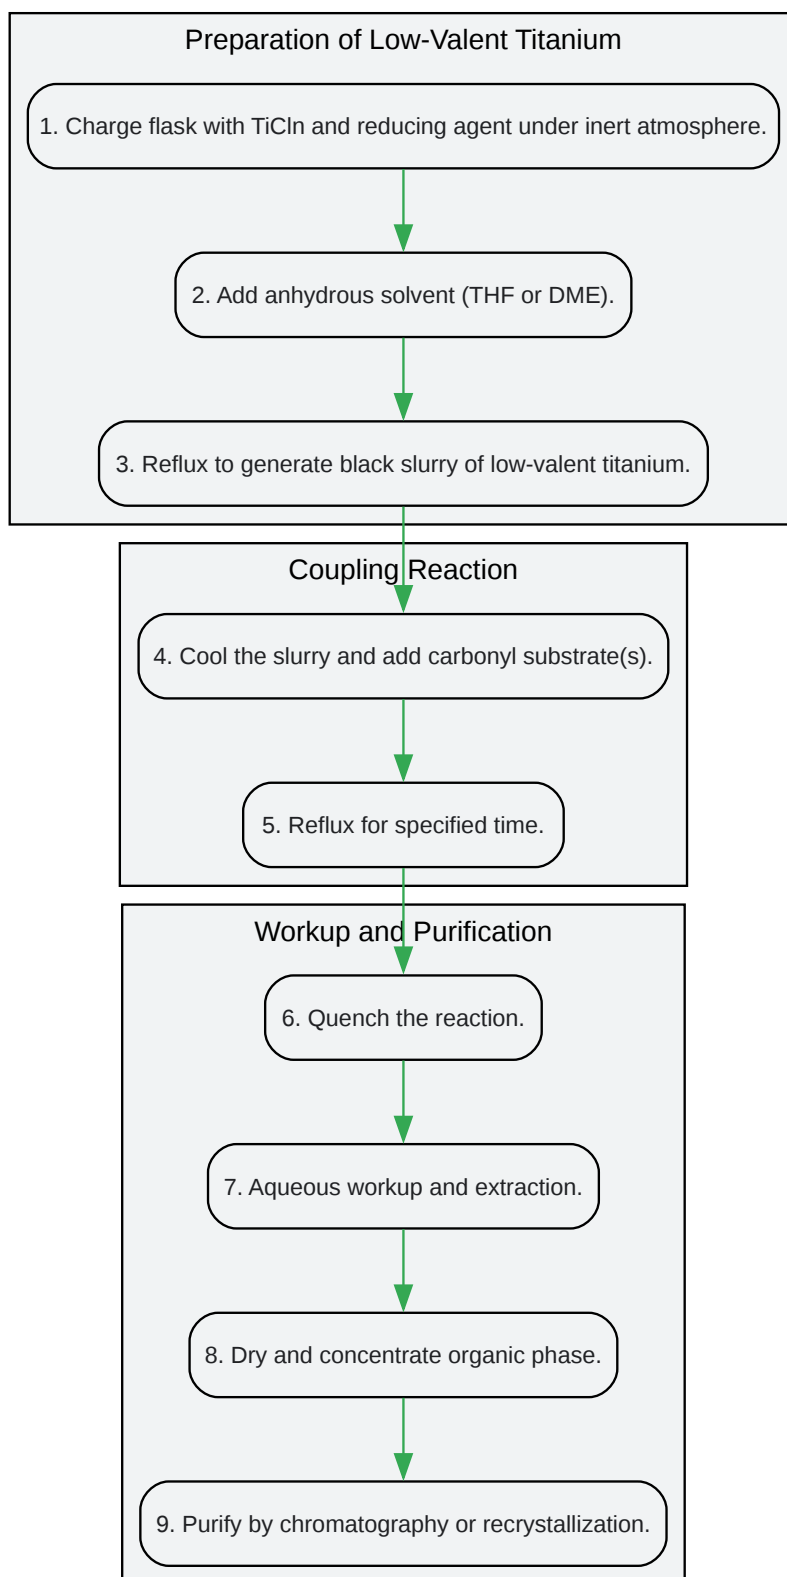 Preparation of Low-Valent Titanium
1. Charge flask with TiCln and reducing agent under inert atmosphere.
2. Add anhydrous solvent (THF or DME).
3. Reflux to generate black slurry of low-valent titanium.
Coupling Reaction
4. Cool the slurry and add carbonyl substrate(s).
5. Reflux for specified time.
Workup and Purification
6. Quench the reaction.
7. Aqueous workup and extraction.
8. Dry and concentrate organic phase.
9. Purify by chromatography or recrystallization.